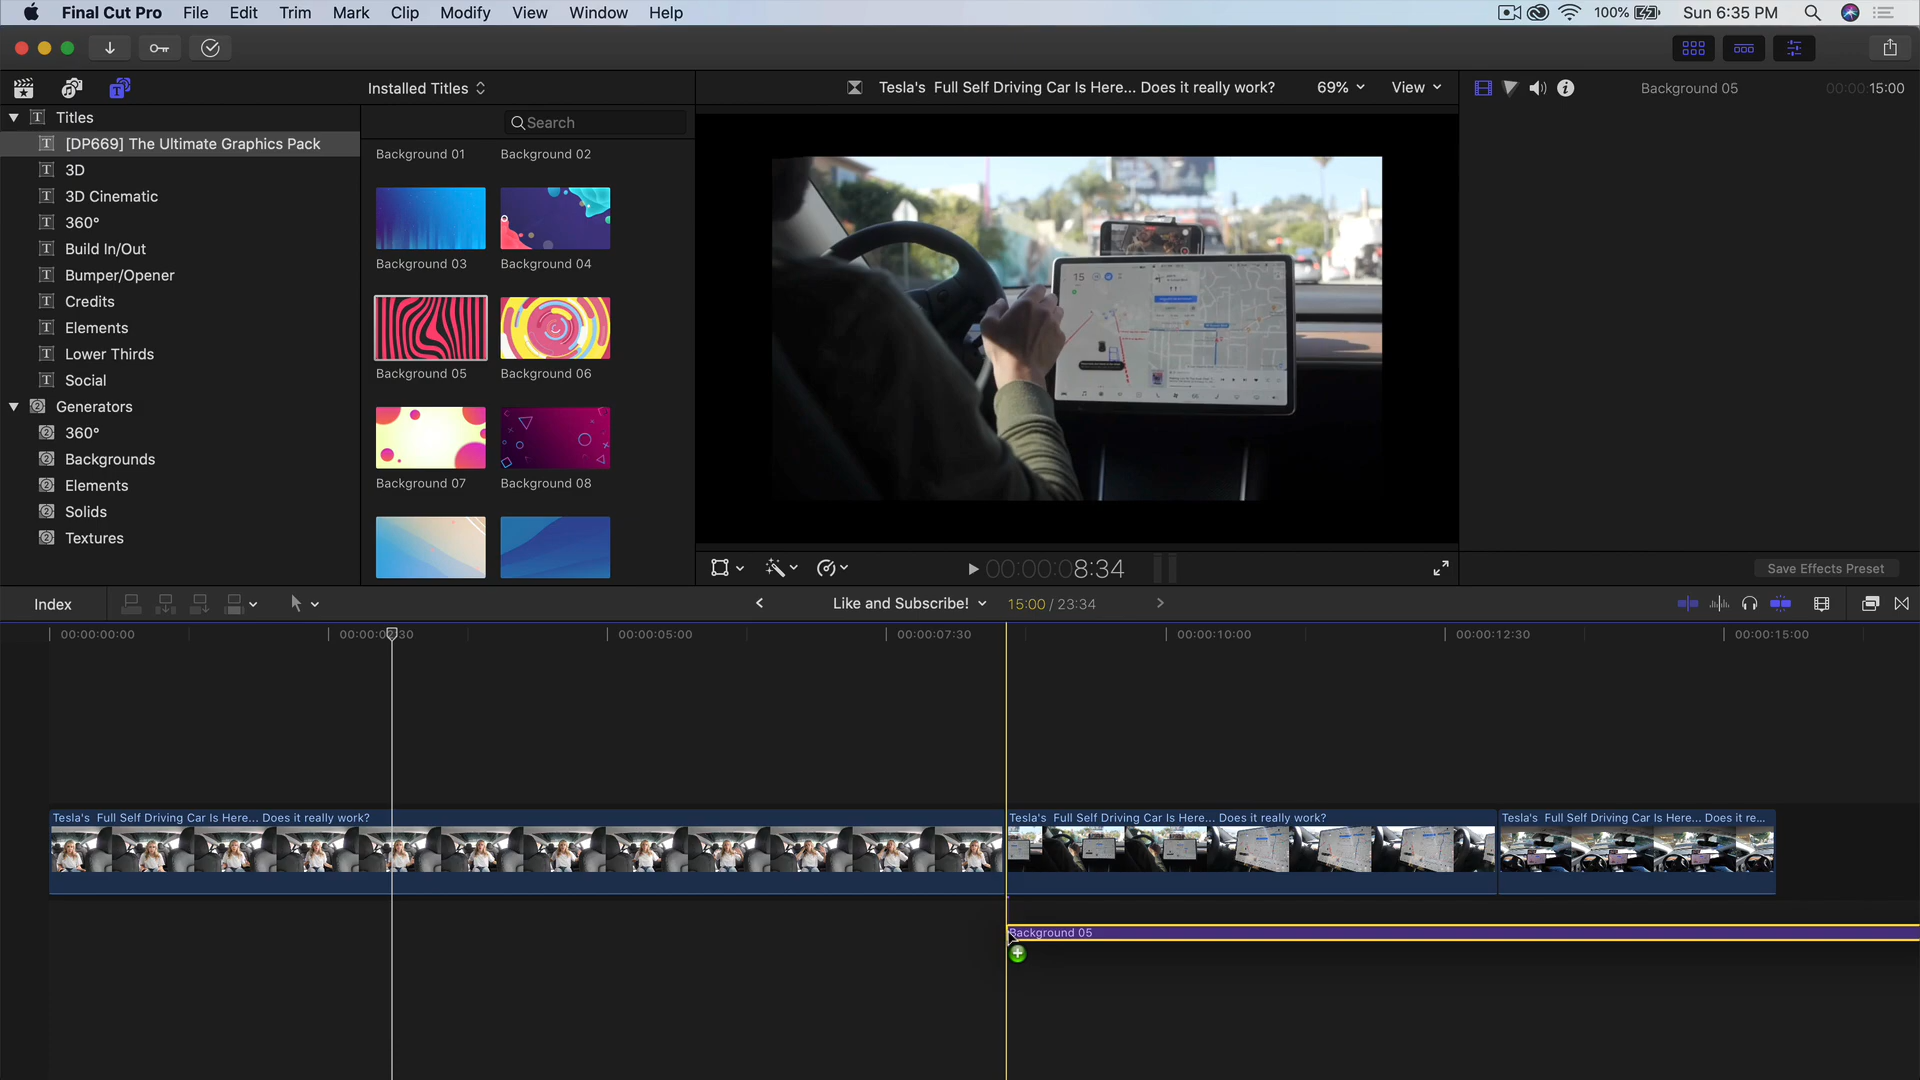 Final Cut Pro File Edit Trim Mark Clip Modify View Window Help 100% Sun 6:35 PM
Installed Titles
Tesla's Full Self Driving Car Is Here... Does it really work? 69% View
Background 05 00:00:15:00
Titles
[DP669] The Ultimate Graphics Pack
3D
3D Cinematic
360°
Build In/Out
Bumper/Opener
Credits
Elements
Lower Thirds
Social
Generators
360°
Backgrounds
Elements
Solids
Textures
Search
Background 01 Background 02
Background 03 Background 04
Background 05 Background 06
Background 07 Background 08
15
00:00:08:34
Save Effects Preset
Index
Like and Subscribe! 15:00 / 23:34
00:00:00:00 00:00:02:30 00:00:05:00 00:00:07:30 00:00:10:00 00:00:12:30 00:00:15:00
Tesla's Full Self Driving Car Is Here... Does it really work?
Tesla's Full Self Driving Car Is Here... Does it really work?
Tesla's Full Self Driving Car Is Here... Does it re...
Background 05